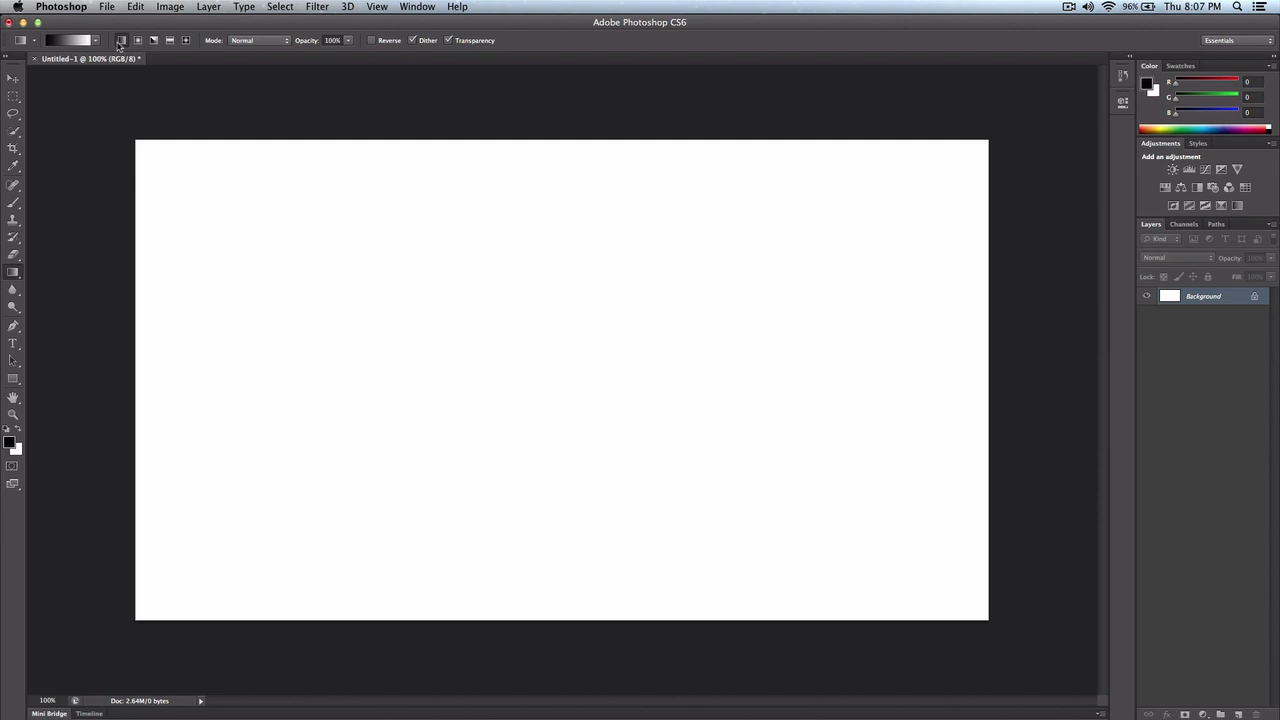 Photoshop File Edit Image Layer Type Select Filter 3D View Window Help 96% Thu 8:07 PM
Adobe Photoshop CS6
Mode: Normal Opacity: 100% Reverse Dither Transparency Essentials
Untitled-1 @ 100% (RGB/8) *
Color Swatches
R 0
G 0
B 0
Adjustments Styles
Add an adjustment
Layers Channels Paths
Kind
Normal Opacity: 100%
Lock: Fill: 100%
Background
100% Doc: 2.64M/0 bytes
Mini Bridge Timeline